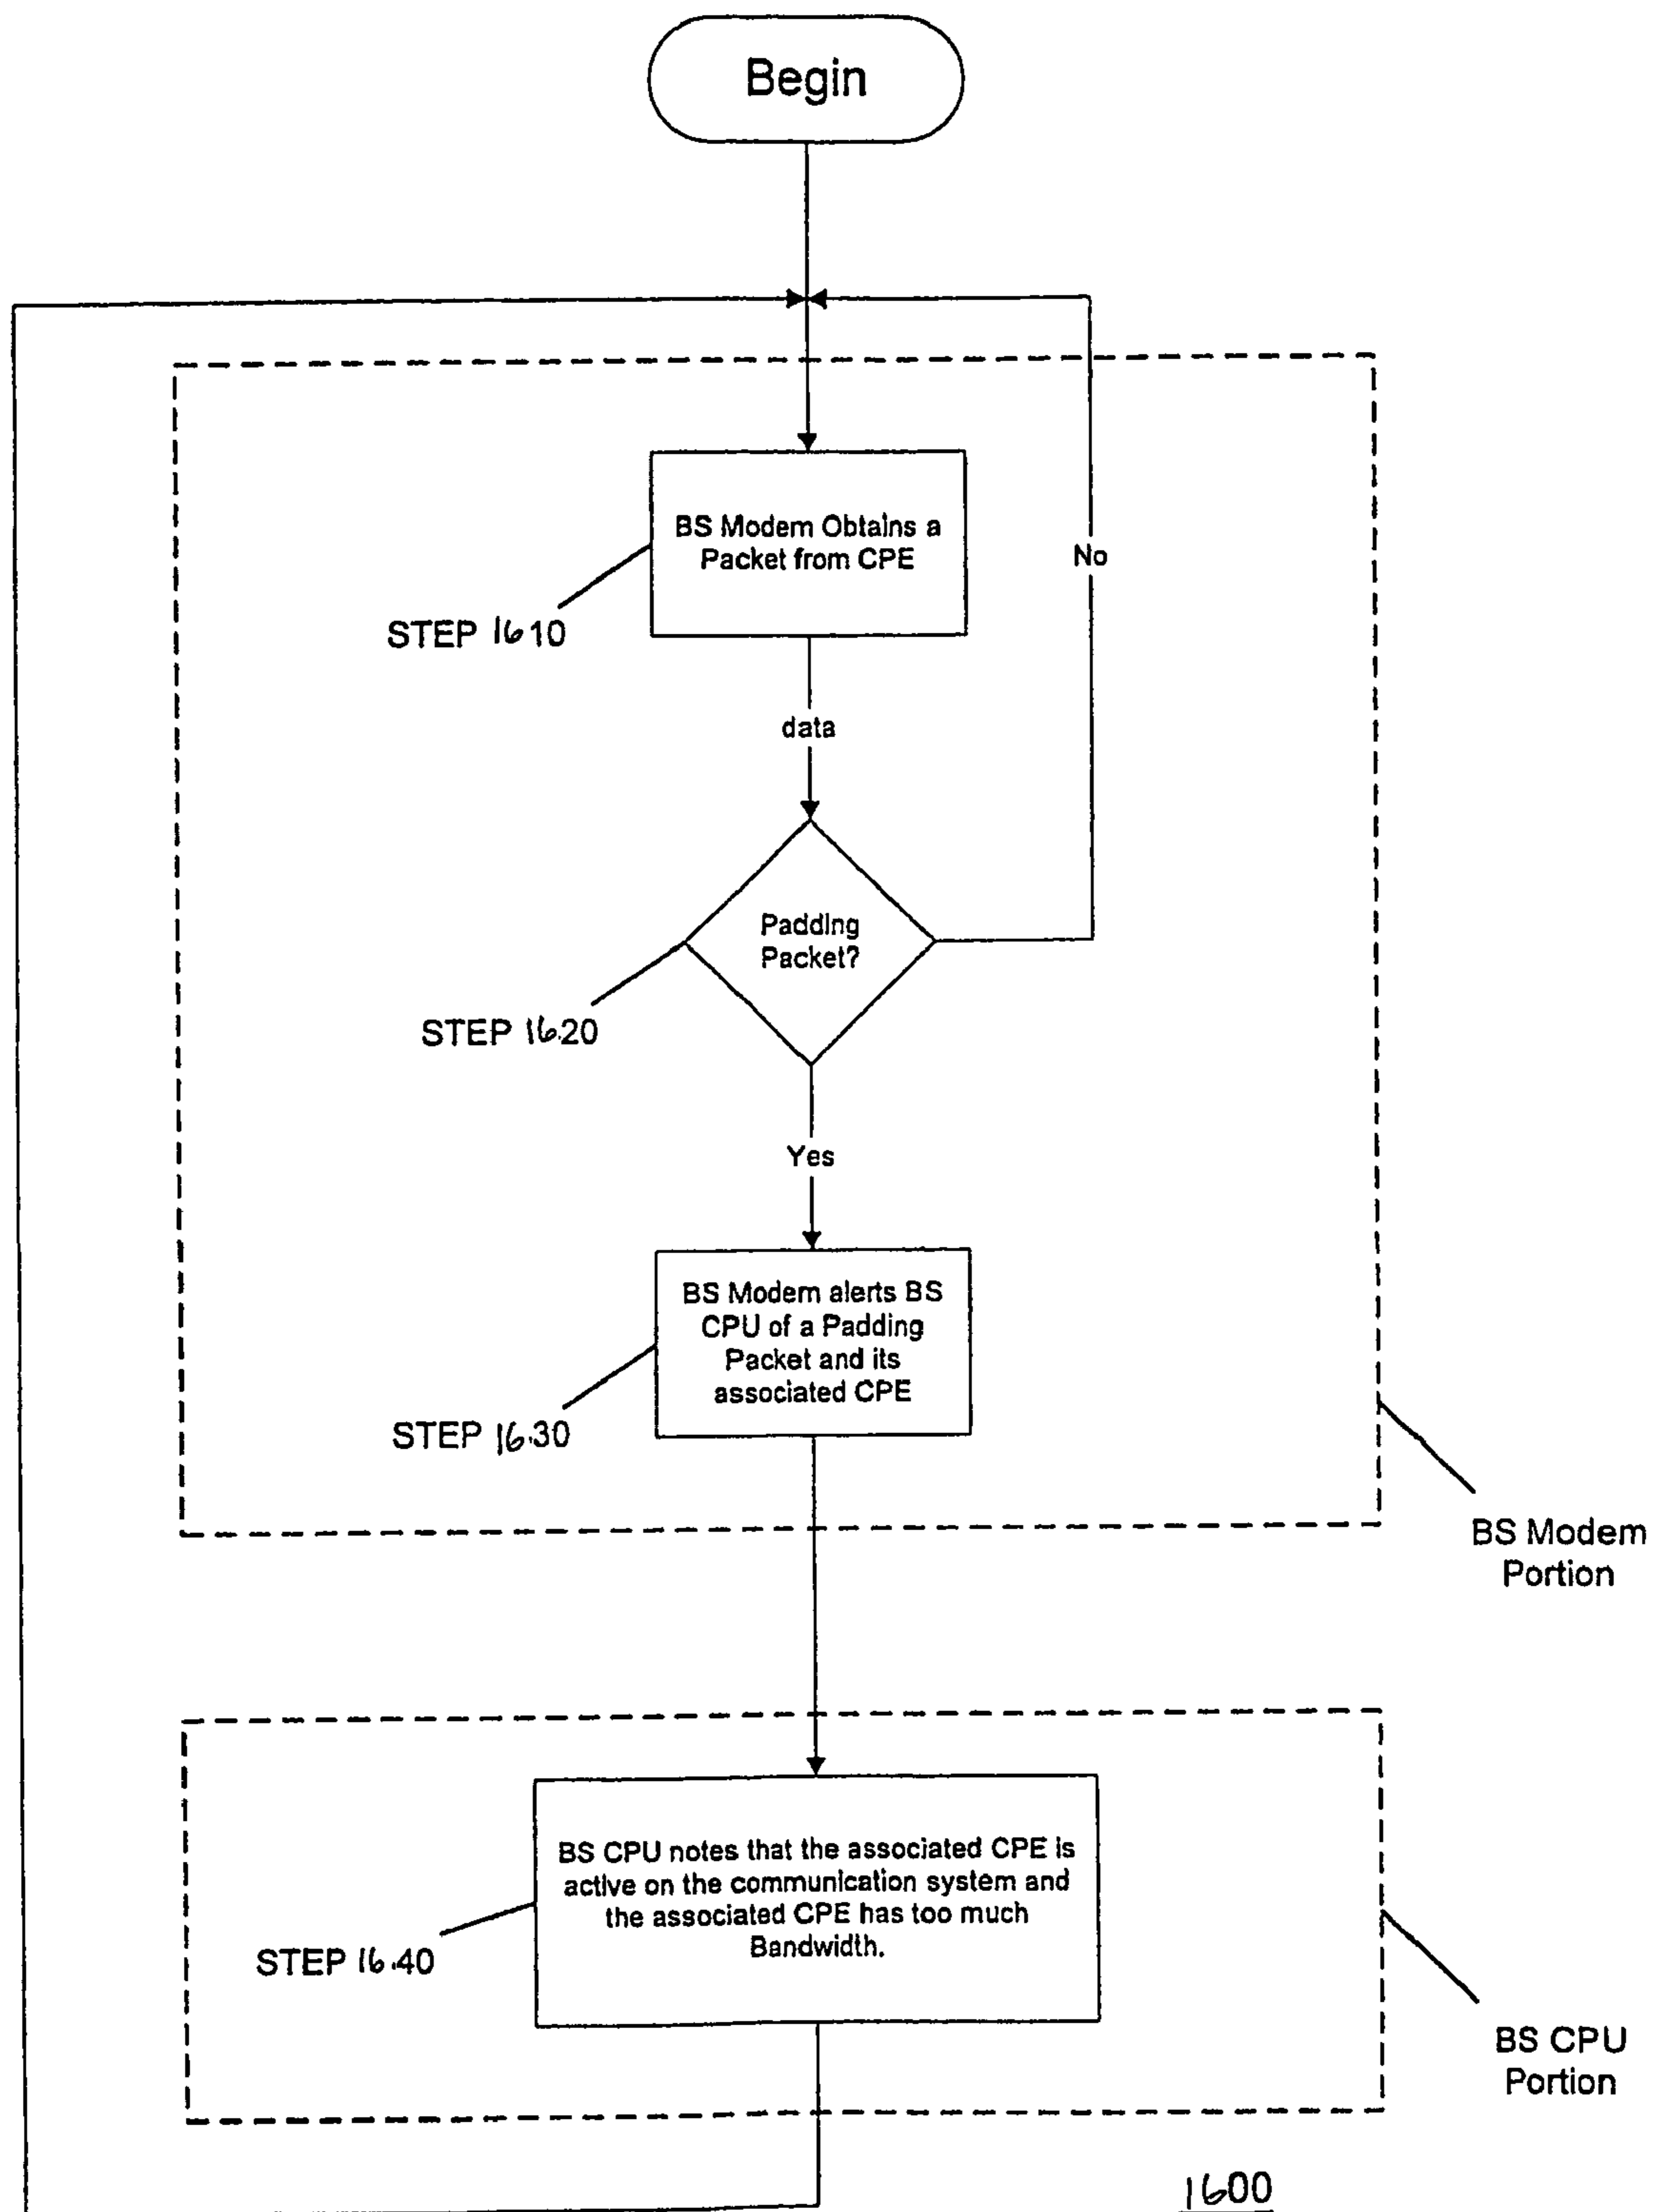 Begin
BS Modem Obtains a
Packet from CPE
No
STEP 1610
data
Padding
Packet?
STEP 1620
Yes
BS Modem alerts BS
CPU of a Padding
Packet and its
associated CPE
STEP 1630
BS Modem
Portion
BS CPU notes that the associated CPE is
active on the communication system and
the associated CPE has too much
Bandwidth.
STEP 1640
BS CPU
Portion
1600